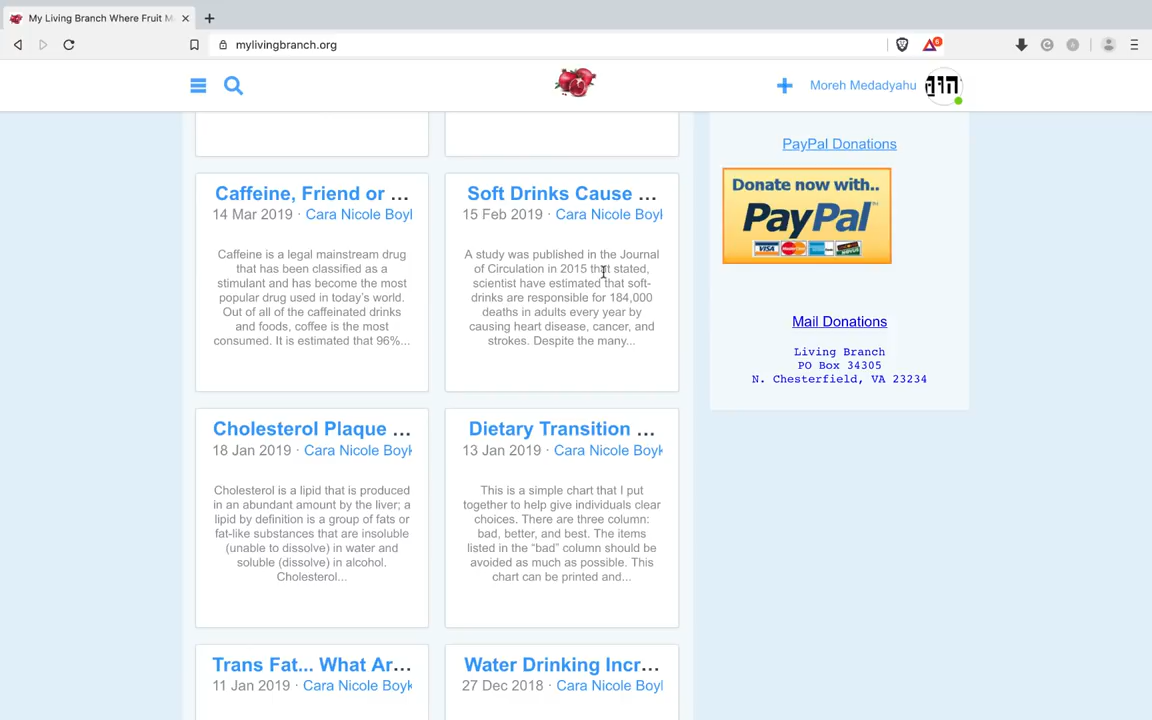 My Living Branch Where Fruit M
mylivingbranch.org
6
Moreh Medadyahu
PayPal Donations
Donate now with..
PayPal
VISA
Caffeine, Friend or ...
14 Mar 2019 · Cara Nicole Boyl
Caffeine is a legal mainstream drug
that has been classified as a
stimulant and has become the most
popular drug used in today’s world.
Out of all of the caffeinated drinks
and foods, coffee is the most
consumed. It is estimated that 96%...
Soft Drinks Cause ...
15 Feb 2019 · Cara Nicole Boyl
A study was published in the Journal
of Circulation in 2015 that stated,
scientist have estimated that soft-
drinks are responsible for 184,000
deaths in adults every year by
causing heart disease, cancer, and
strokes. Despite the many...
Mail Donations
Living Branch
PO Box 34305
N. Chesterfield, VA 23234
Cholesterol Plaque ...
18 Jan 2019 · Cara Nicole Boyk
Cholesterol is a lipid that is produced
in an abundant amount by the liver; a
lipid by definition is a group of fats or
fat-like substances that are insoluble
(unable to dissolve) in water and
soluble (dissolve) in alcohol.
Cholesterol...
Dietary Transition ...
13 Jan 2019 · Cara Nicole Boyk
This is a simple chart that I put
together to help give individuals clear
choices. There are three column:
bad, better, and best. The items
listed in the “bad” column should be
avoided as much as possible. This
chart can be printed and...
Trans Fat... What Ar...
11 Jan 2019 · Cara Nicole Boyk
Water Drinking Incr...
27 Dec 2018 · Cara Nicole Boyl